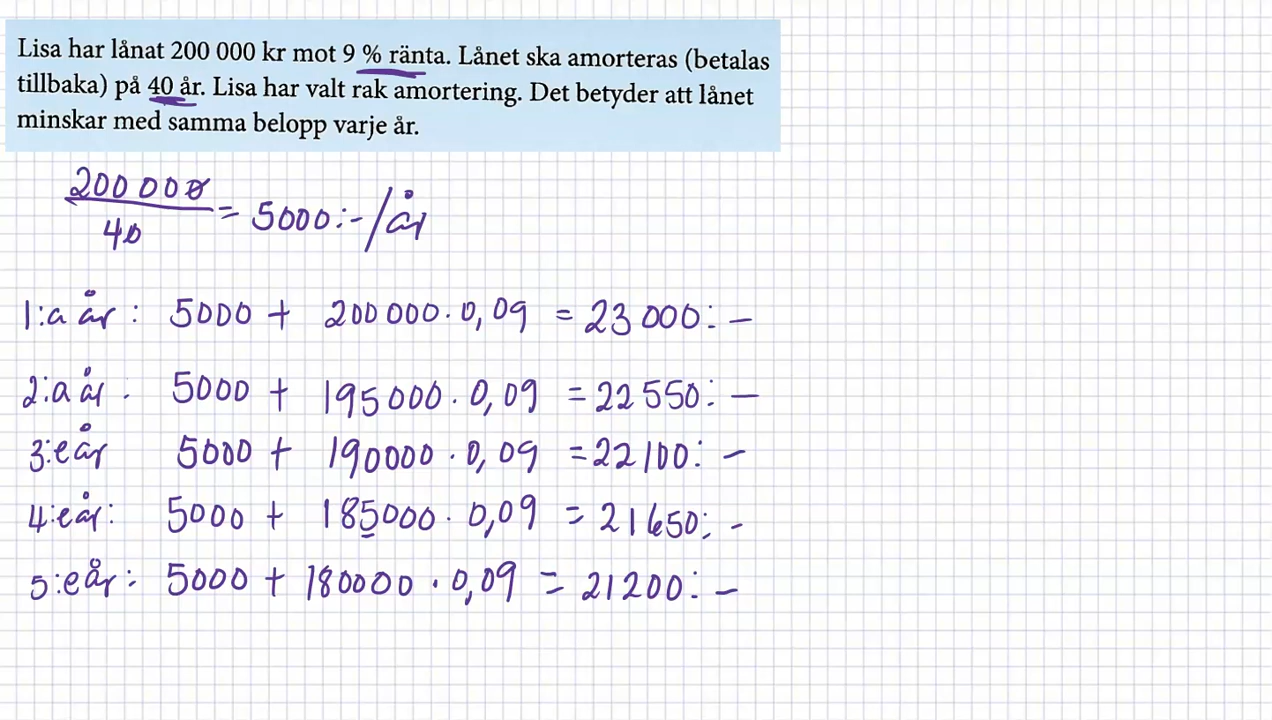 Lisa har lånat 200 000 kr mot 9 % ränta. Lånet ska amorteras (betalas
tillbaka) på 40 år. Lisa har valt rak amortering. Det betyder att lånet
minskar med samma belopp varje år.
200 000
40
= 5000:-/år
1:a år: 5000 + 200 000 · 0,09 = 23 000:-
2:a år. 5000 + 195 000 · 0,09 = 22 550:-
3:e år 5000 + 190000 · 0,09 = 22100:-
4:e år: 5000 + 185000 · 0,09 = 21650:-
5:e år: 5000 + 180000 · 0,09 = 21200:-